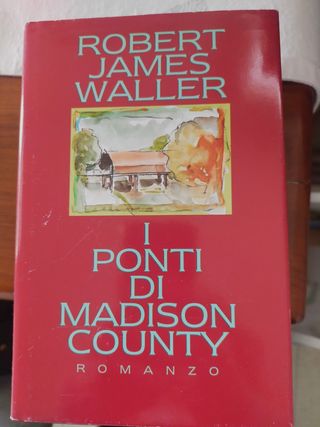 ROBERT
JAMES
WALLER
I
PONTI
DI
MADISON
COUNTY
ROMANZO